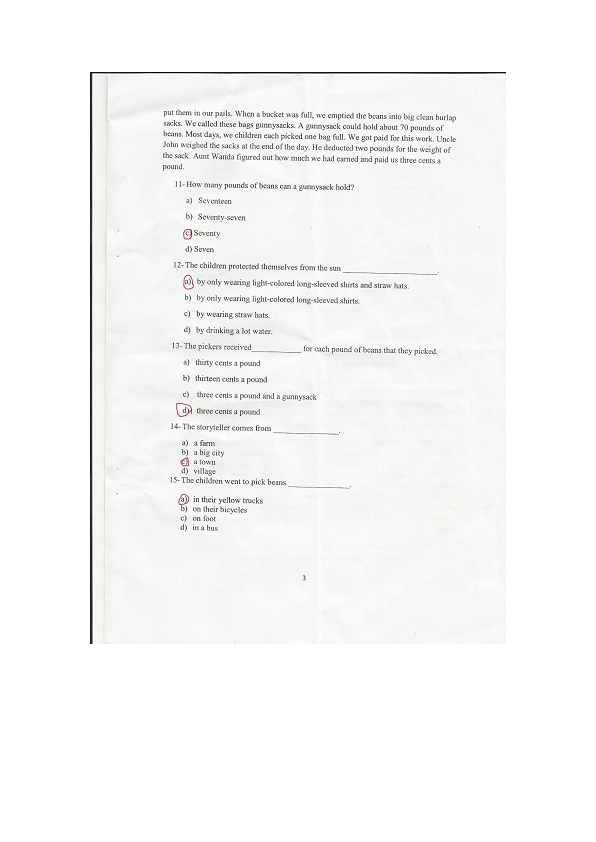 put them in our pails. When a bucket was full, we emptied the beans into big clean burlap
sacks. We called these bags gunnysacks. A gunnysack could hold about 70 pounds of
beans. Most days, we children each picked one bag full. We got paid for this work. Uncle
John weighed the sacks at the end of the day. He deducted two pounds for the weight of
the sack. Aunt Wanda figured out how much we had earned and paid us three cents a
pound.
11- How many pounds of beans can a gunnysack hold?
a) Seventeen
b) Seventy-seven
c) Seventy
d) Seven
12- The children protected themselves from the sun ________________________.
a) by only wearing light-colored long-sleeved shirts and straw hats.
b) by only wearing light-colored long-sleeved shirts.
c) by wearing straw hats.
d) by drinking a lot water.
13- The pickers received____________ for each pound of beans that they picked.
a) thirty cents a pound
b) thirteen cents a pound
c) three cents a pound and a gunnysack
d) three cents a pound
14- The storyteller comes from ________________.
a) a farm
b) a big city
c) a town
d) village
15- The children went to pick beans ________________.
a) in their yellow trucks
b) on their bicycles
c) on foot
d) in a bus
3